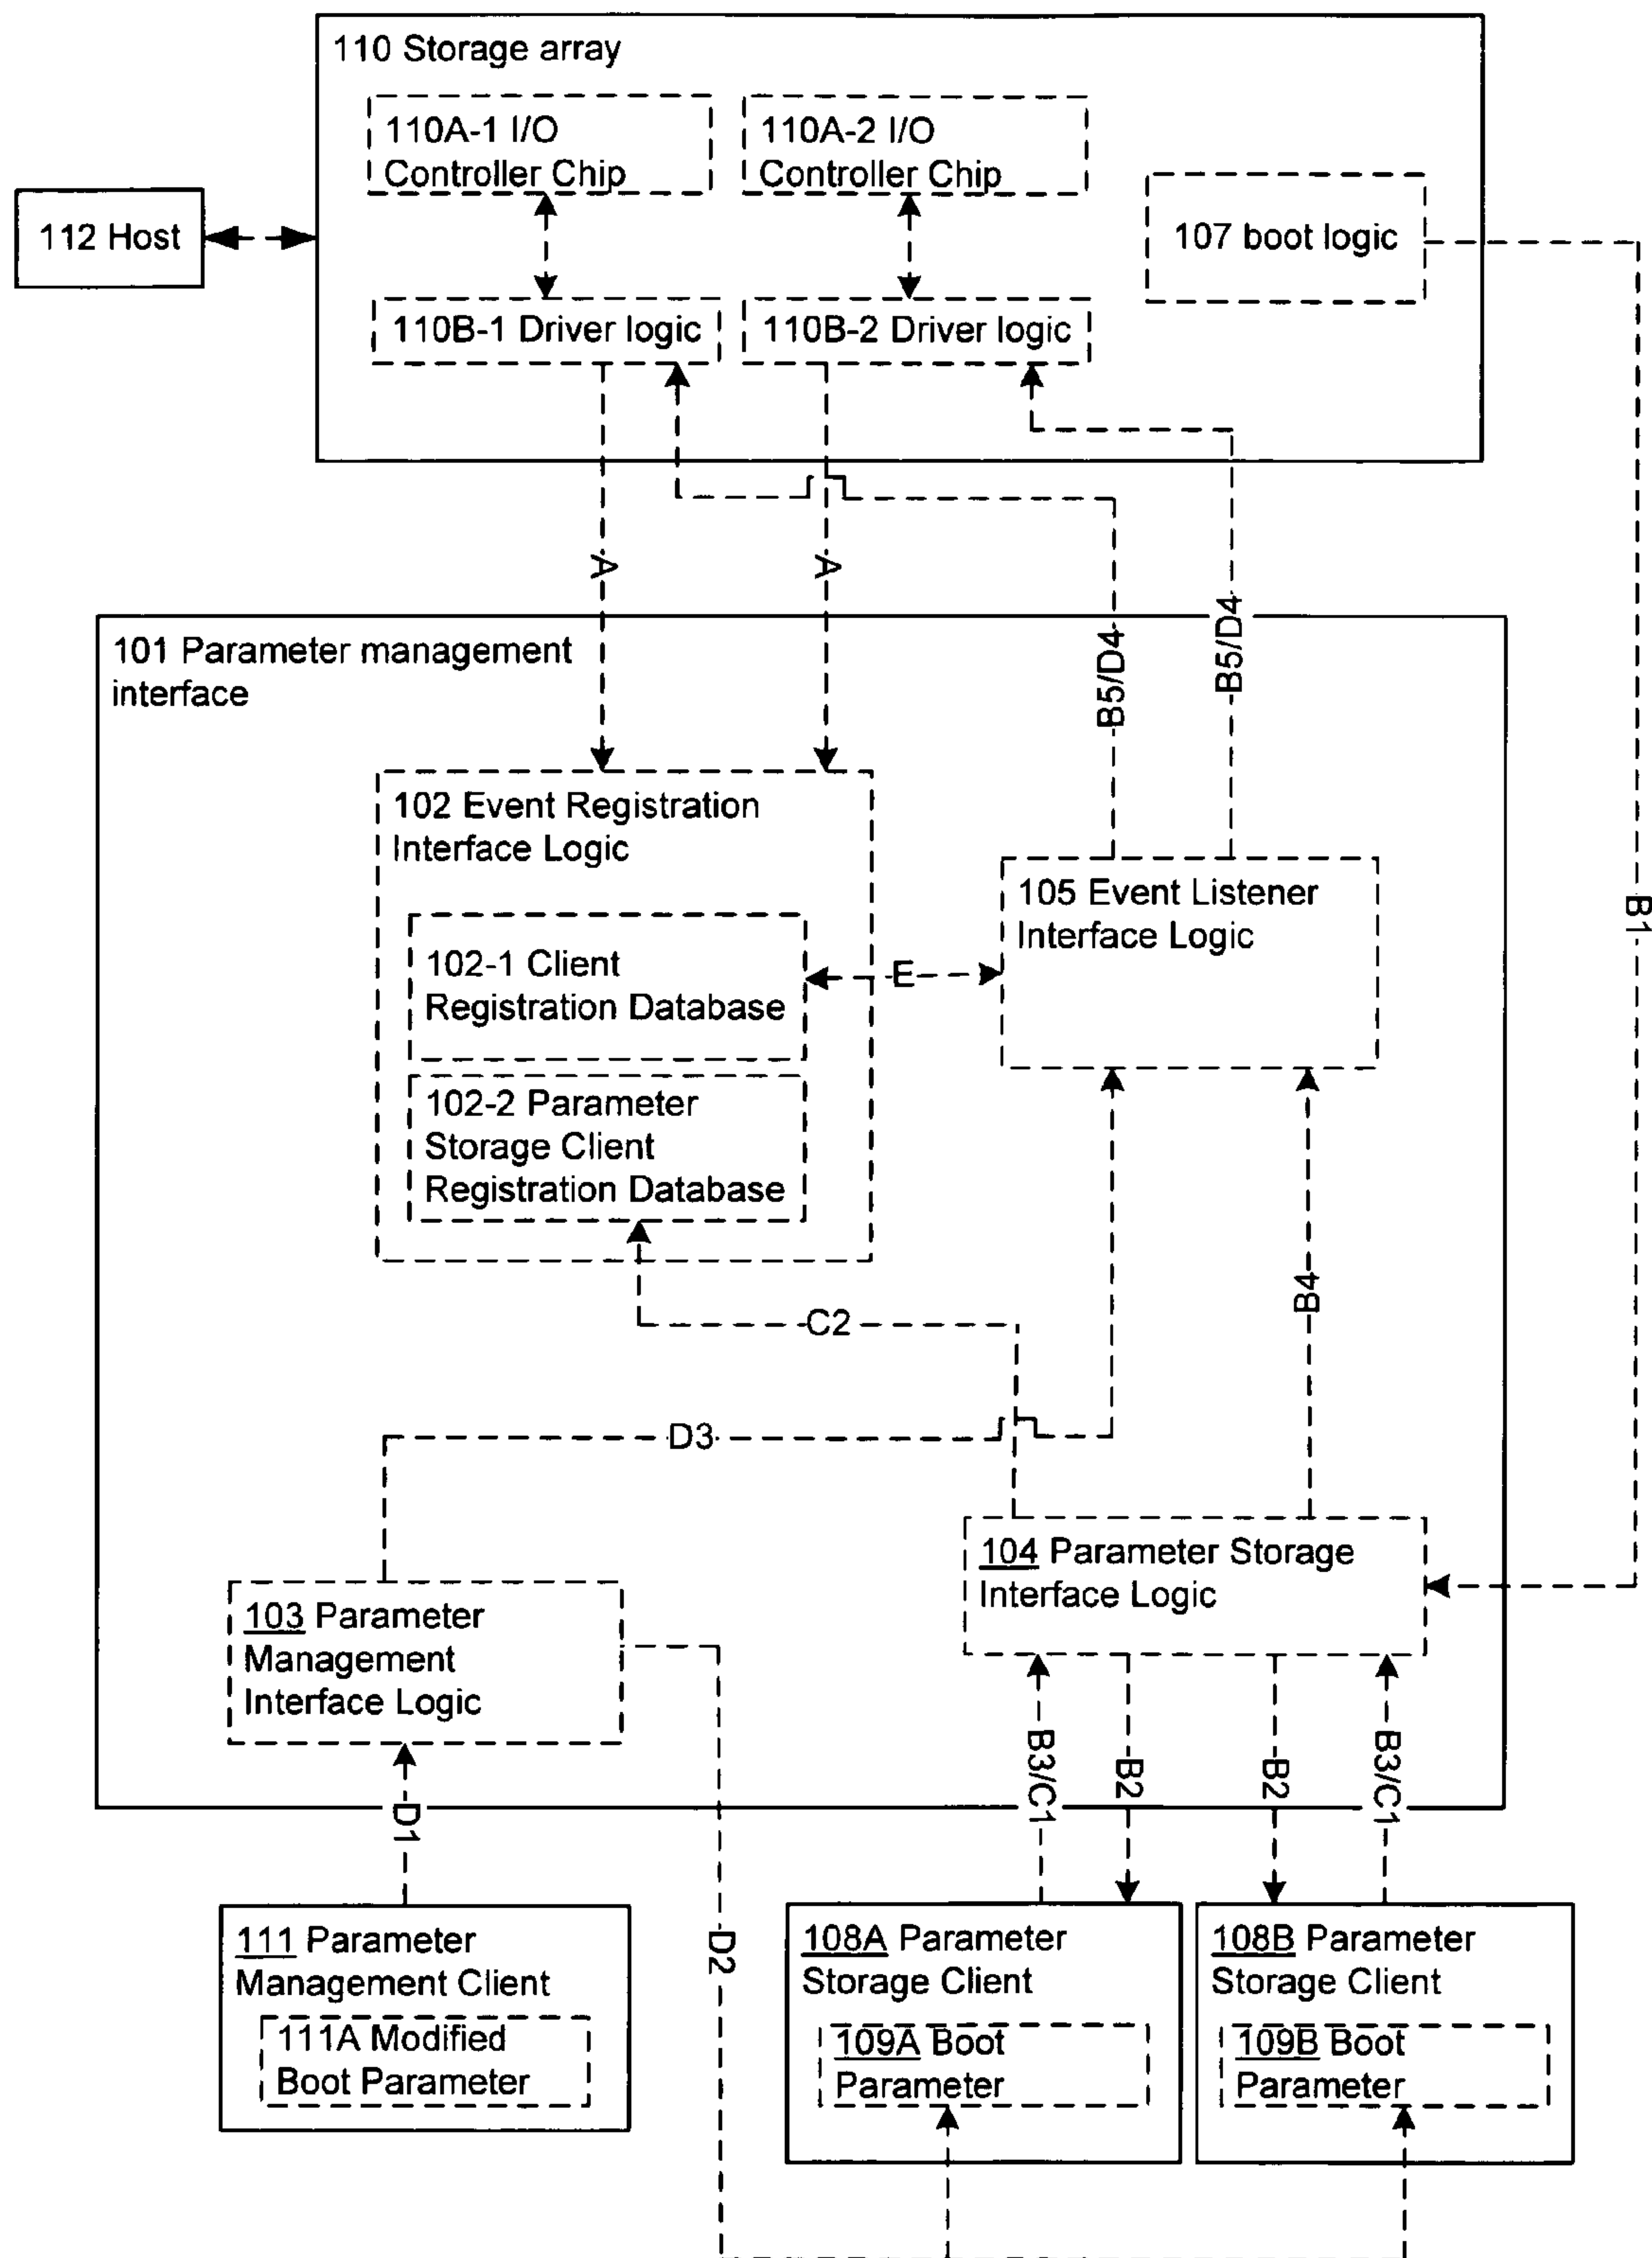 110 Storage array
110A-1 I/O
Controller Chip
110A-2 I/O
Controller Chip
107 boot logic
112 Host
110B-1 Driver logic
110B-2 Driver logic
A
A
B5/D4
B5/D4
101 Parameter management
interface
102 Event Registration
Interface Logic
105 Event Listener
Interface Logic
B1
102-1 Client
Registration Database
E
102-2 Parameter
Storage Client
Registration Database
C2
B4
D3
104 Parameter Storage
Interface Logic
103 Parameter
Management
Interface Logic
B3/C1
B2
B2
B3/C1
D1
D2
111 Parameter
Management Client
111A Modified
Boot Parameter
108A Parameter
Storage Client
109A Boot
Parameter
108B Parameter
Storage Client
109B Boot
Parameter